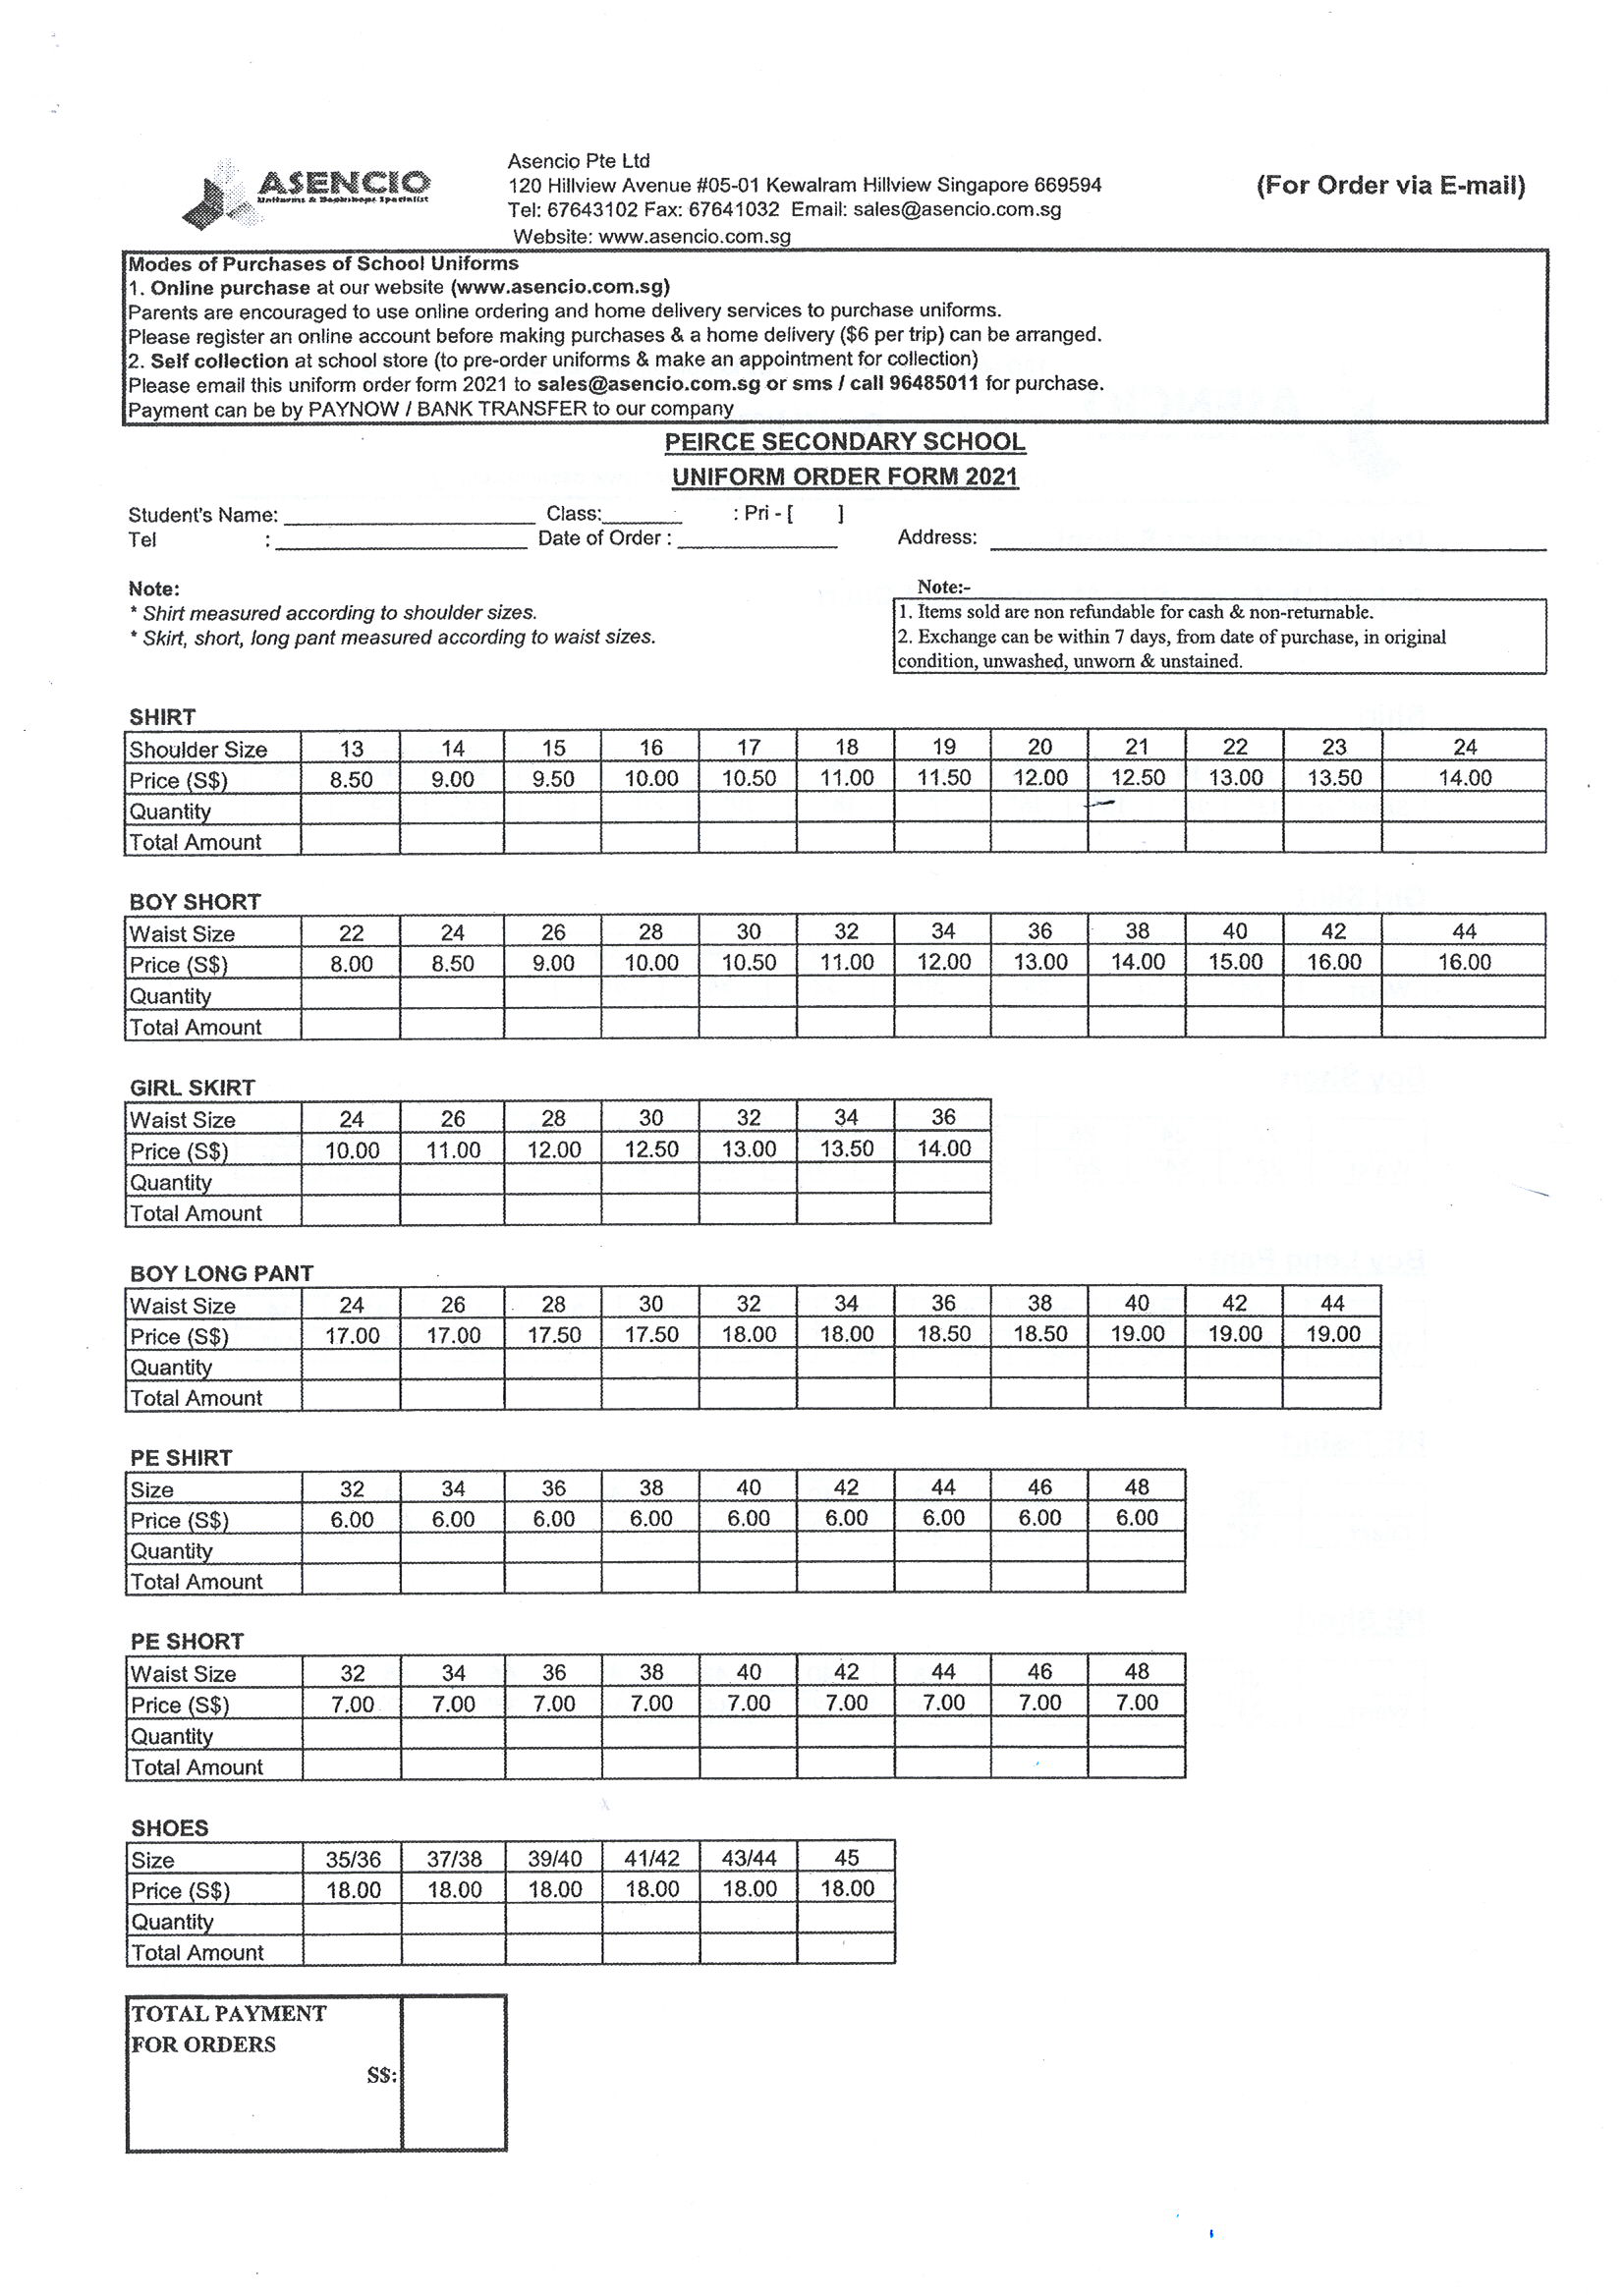 ASENCIO
Uniforms & Bookshops Specialist
Asencio Pte Ltd
120 Hillview Avenue #05-01 Kewalram Hillview Singapore 669594
Tel: 67643102 Fax: 67641032 Email: sales@asencio.com.sg
Website: www.asencio.com.sg
(For Order via E-mail)
Modes of Purchases of School Uniforms
1. Online purchase at our website (www.asencio.com.sg)
Parents are encouraged to use online ordering and home delivery services to purchase uniforms.
Please register an online account before making purchases & a home delivery ($6 per trip) can be arranged.
2. Self collection at school store (to pre-order uniforms & make an appointment for collection)
Please email this uniform order form 2021 to sales@asencio.com.sg or sms / call 96485011 for purchase.
Payment can be by PAYNOW / BANK TRANSFER to our company
PEIRCE SECONDARY SCHOOL
UNIFORM ORDER FORM 2021
Student's Name: Class: : Pri - [ ]
Tel : Date of Order : Address:
Note:
* Shirt measured according to shoulder sizes.
* Skirt, short, long pant measured according to waist sizes.
Note:-
1. Items sold are non refundable for cash & non-returnable.
2. Exchange can be within 7 days, from date of purchase, in original
condition, unwashed, unworn & unstained.
SHIRT
Shoulder Size 13 14 15 16 17 18 19 20 21 22 23 24
Price (S$) 8.50 9.00 9.50 10.00 10.50 11.00 11.50 12.00 12.50 13.00 13.50 14.00
Quantity
Total Amount
BOY SHORT
Waist Size 22 24 26 28 30 32 34 36 38 40 42 44
Price (S$) 8.00 8.50 9.00 10.00 10.50 11.00 12.00 13.00 14.00 15.00 16.00 16.00
Quantity
Total Amount
GIRL SKIRT
Waist Size 24 26 28 30 32 34 36
Price (S$) 10.00 11.00 12.00 12.50 13.00 13.50 14.00
Quantity
Total Amount
BOY LONG PANT
Waist Size 24 26 28 30 32 34 36 38 40 42 44
Price (S$) 17.00 17.00 17.50 17.50 18.00 18.00 18.50 18.50 19.00 19.00 19.00
Quantity
Total Amount
PE SHIRT
Size 32 34 36 38 40 42 44 46 48
Price (S$) 6.00 6.00 6.00 6.00 6.00 6.00 6.00 6.00 6.00
Quantity
Total Amount
PE SHORT
Waist Size 32 34 36 38 40 42 44 46 48
Price (S$) 7.00 7.00 7.00 7.00 7.00 7.00 7.00 7.00 7.00
Quantity
Total Amount
SHOES
Size 35/36 37/38 39/40 41/42 43/44 45
Price (S$) 18.00 18.00 18.00 18.00 18.00 18.00
Quantity
Total Amount
TOTAL PAYMENT
FOR ORDERS
S$: